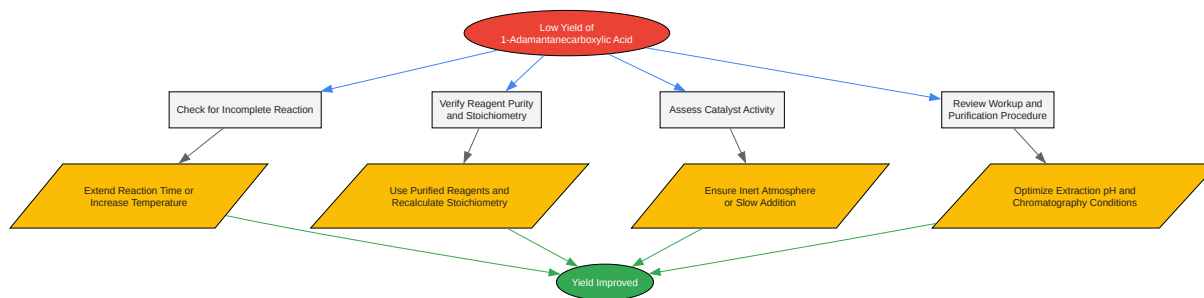 Low Yield of
1-Adamantanecarboxylic Acid
Check for Incomplete Reaction
Verify Reagent Purity
and Stoichiometry
Assess Catalyst Activity
Review Workup and
Purification Procedure
Extend Reaction Time or
Increase Temperature
Use Purified Reagents and
Recalculate Stoichiometry
Ensure Inert Atmosphere
or Slow Addition
Optimize Extraction pH and
Chromatography Conditions
Yield Improved